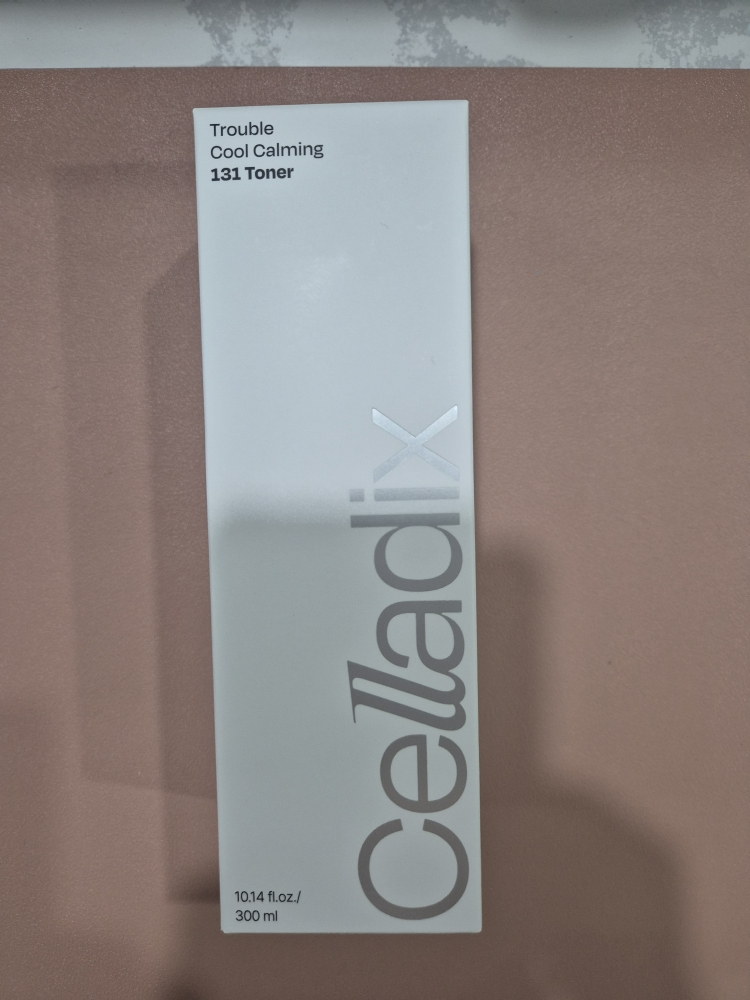 Trouble
Cool Calming
131 Toner
Celladix
10.14 fl.oz./
300 ml